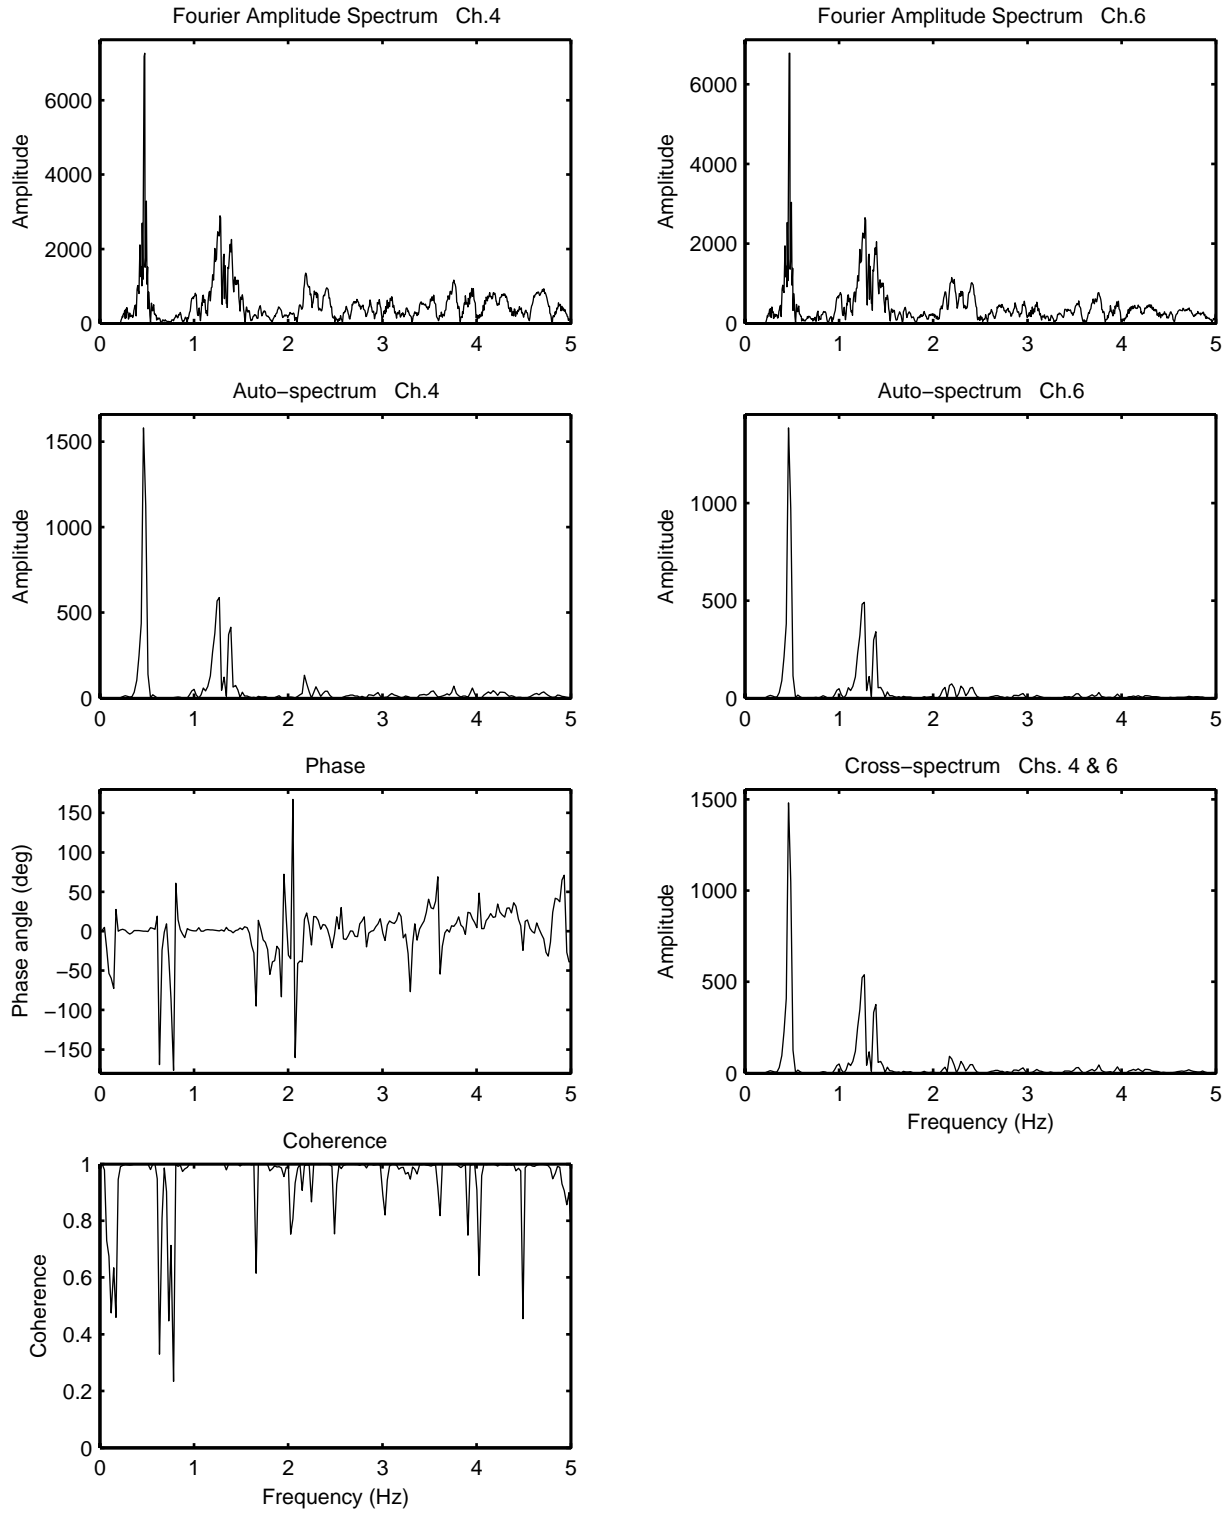 Fourier Amplitude Spectrum Ch.4
Amplitude
6000
4000
2000
0
0 1 2 3 4 5
Fourier Amplitude Spectrum Ch.6
Amplitude
6000
4000
2000
0
0 1 2 3 4 5
Auto−spectrum Ch.4
Amplitude
1500
1000
500
0
0 1 2 3 4 5
Auto−spectrum Ch.6
Amplitude
1000
500
0
0 1 2 3 4 5
Phase
Phase angle (deg)
150
100
50
0
−50
−100
−150
0 1 2 3 4 5
Cross−spectrum Chs. 4 & 6
Amplitude
1500
1000
500
0
0 1 2 3 4 5
Frequency (Hz)
Coherence
Coherence
1
0.8
0.6
0.4
0.2
0
0 1 2 3 4 5
Frequency (Hz)